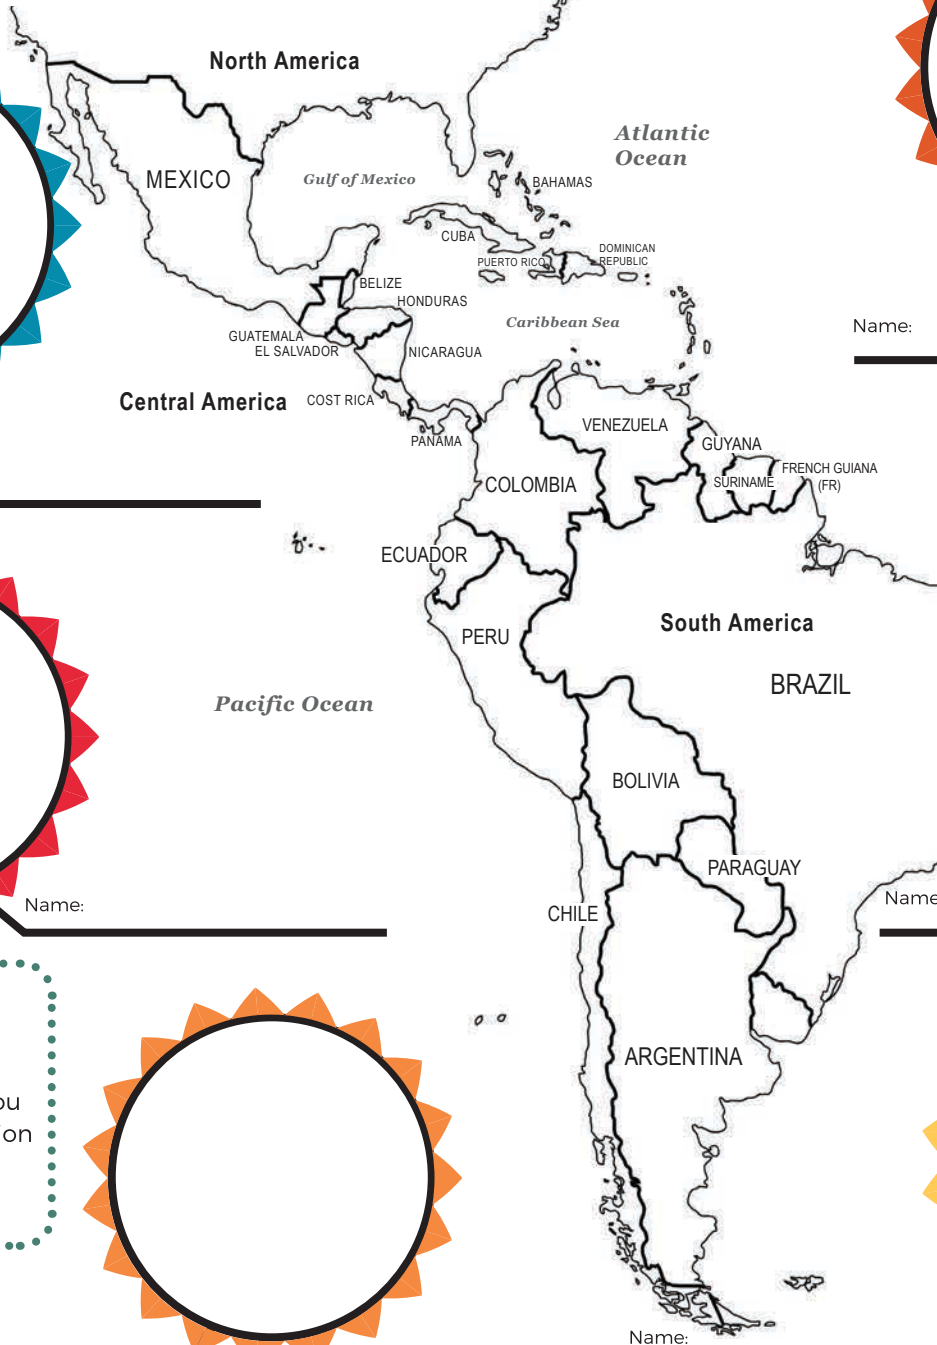 North America
Atlantic
Ocean
MEXICO
Gulf of Mexico
BAHAMAS
CUBA
DOMINICAN
REPUBLIC
PUERTO RICO
BELIZE
HONDURAS
Caribbean Sea
Name:
GUATEMALA
EL SALVADOR
NICARAGUA
Central America
COST RICA
PANAMA
VENEZUELA
GUYANA
FRENCH GUIANA
(FR)
SURINAME
COLOMBIA
ECUADOR
PERU
South America
BRAZIL
Pacific Ocean
BOLIVIA
PARAGUAY
Name:
CHILE
Name
ARGENTINA
ou
ion
Name: